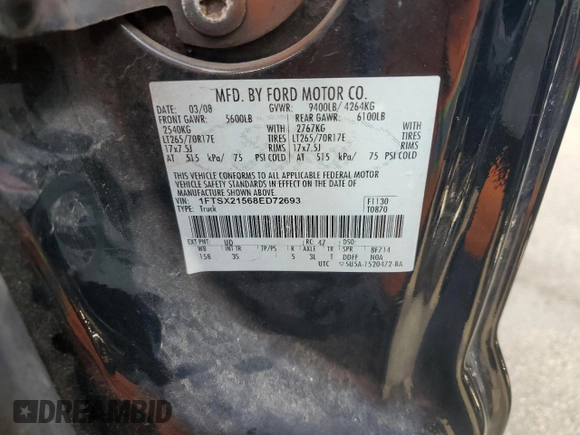 MFD. BY FORD MOTOR CO.
DATE: 03/08 GVWR: 9400LB/ 4264KG
FRONT GAWR: 5600LB REAR GAWR: 6100LB
2540KG WITH 2767KG WITH
LT265/70R17E TIRES LT265/70R17E TIRES
17x7.5J RIMS 17x7.5J RIMS
AT 515 kPa/ 75 PSI COLD AT 515 kPa/ 75 PSI COLD
THIS VEHICLE CONFORMS TO ALL APPLICABLE FEDERAL MOTOR
VEHICLE SAFETY STANDARDS IN EFFECT ON THE DATE OF
MANUFACTURE SHOWN ABOVE.
VIN: 1FTSX21568ED72693 F1130
TYPE: Truck T0870
EXT PNT: UD RC: 47 DSO:
WB INT TR TP/PS R AXLE TR SPR BF214
158 3S 5 3L T DDFF N0A
UTC 5U5A-1520472-BA
DREAMBID